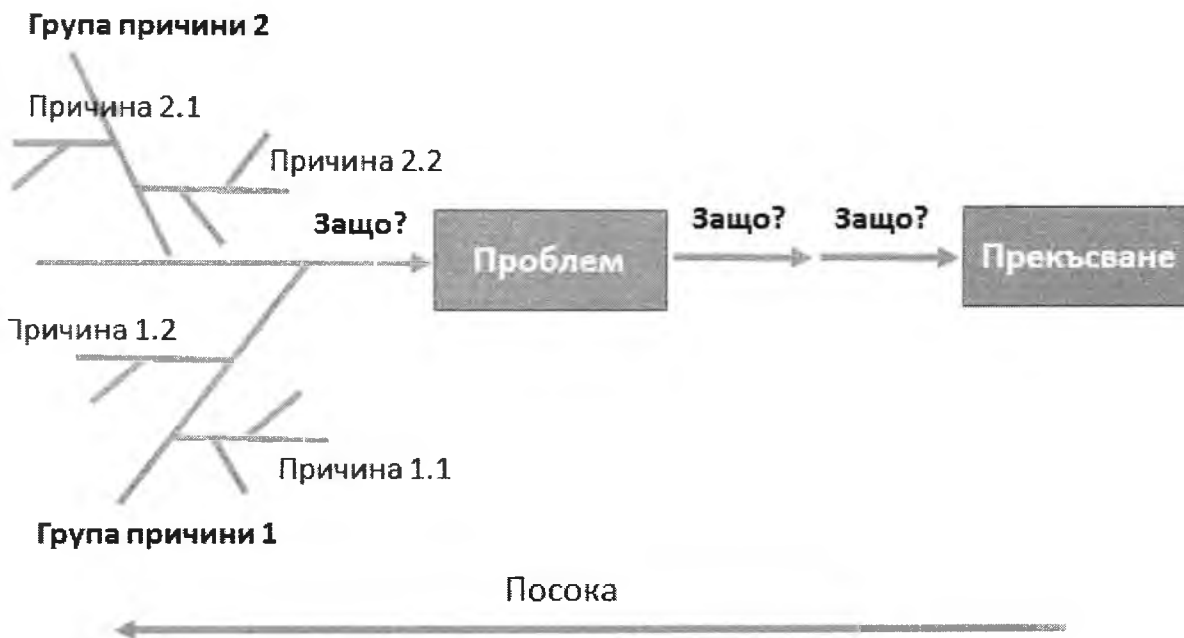 Група причини 2
Причина 2.1
Причина 2.2
Защо?
Проблем
Защо?
Защо?
Прекъсване
Причина 1.2
Причина 1.1
Група причини 1
Посока